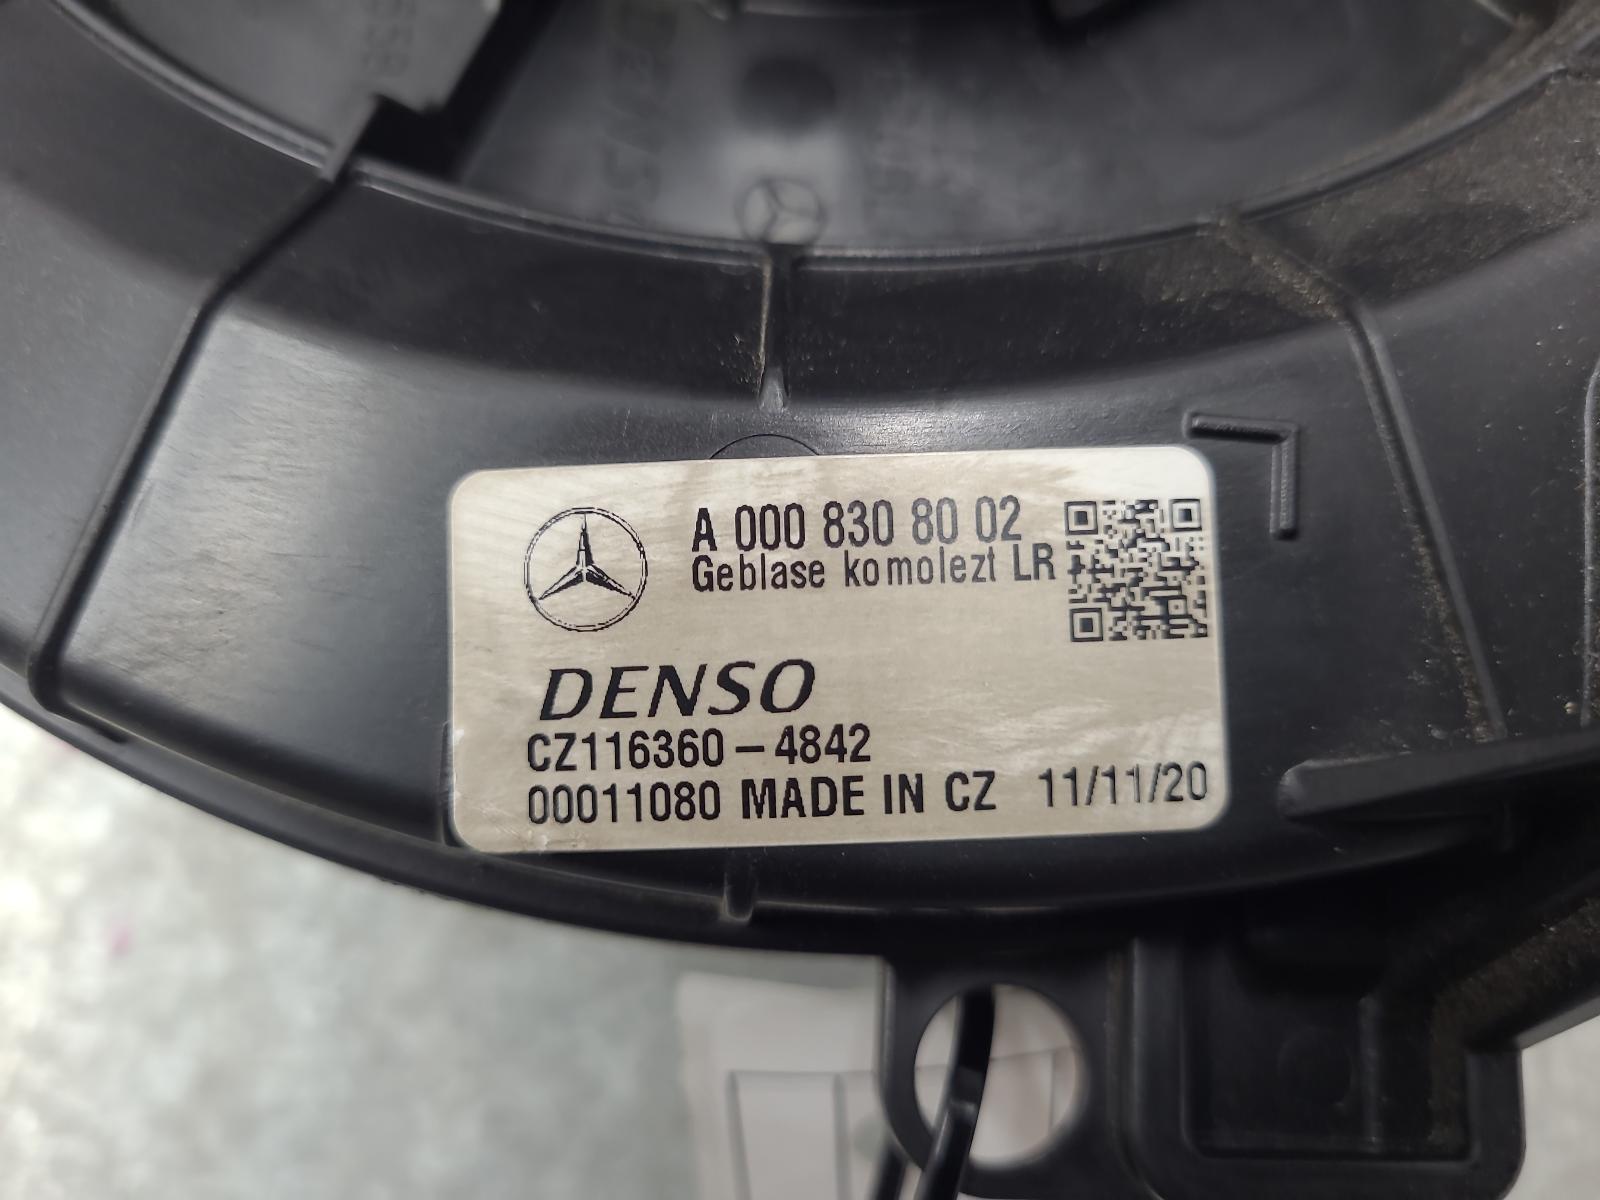 A 000 830 80 02
Geblase komolezt LR
DENSO
CZ116360-4842
00011080 MADE IN CZ 11/11/20